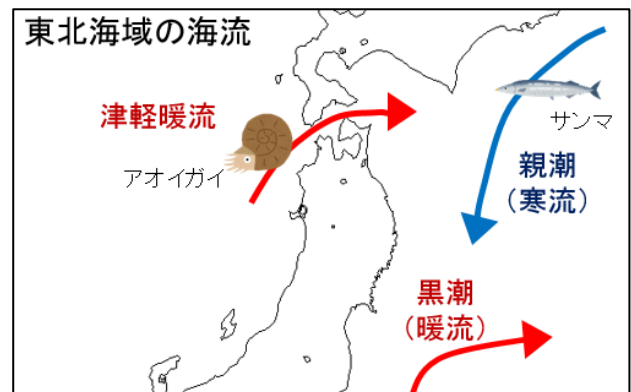 東北海域の海流
津軽暖流
アオイガイ
サンマ
親潮
（寒流）
黒潮
（暖流）